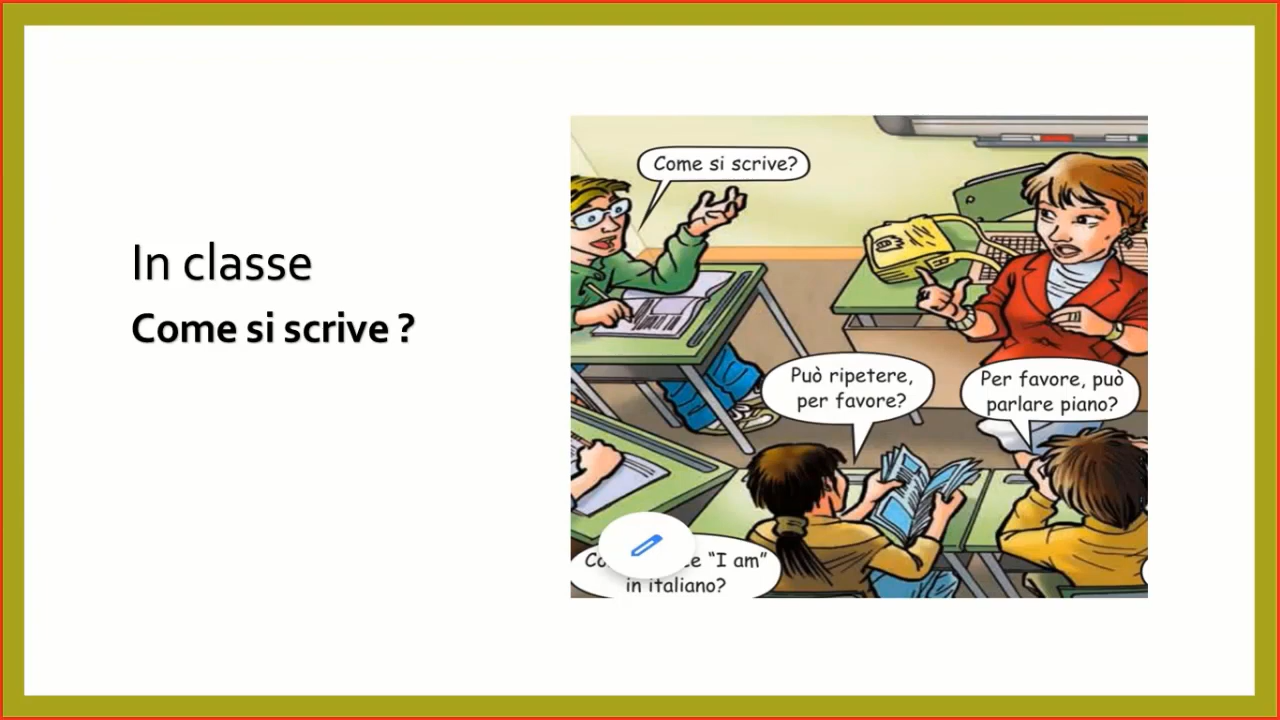 In classe
Come si scrive ?
Come si scrive?
Può ripetere,
per favore?
Per favore, può
parlare piano?
"I am"
in italiano?